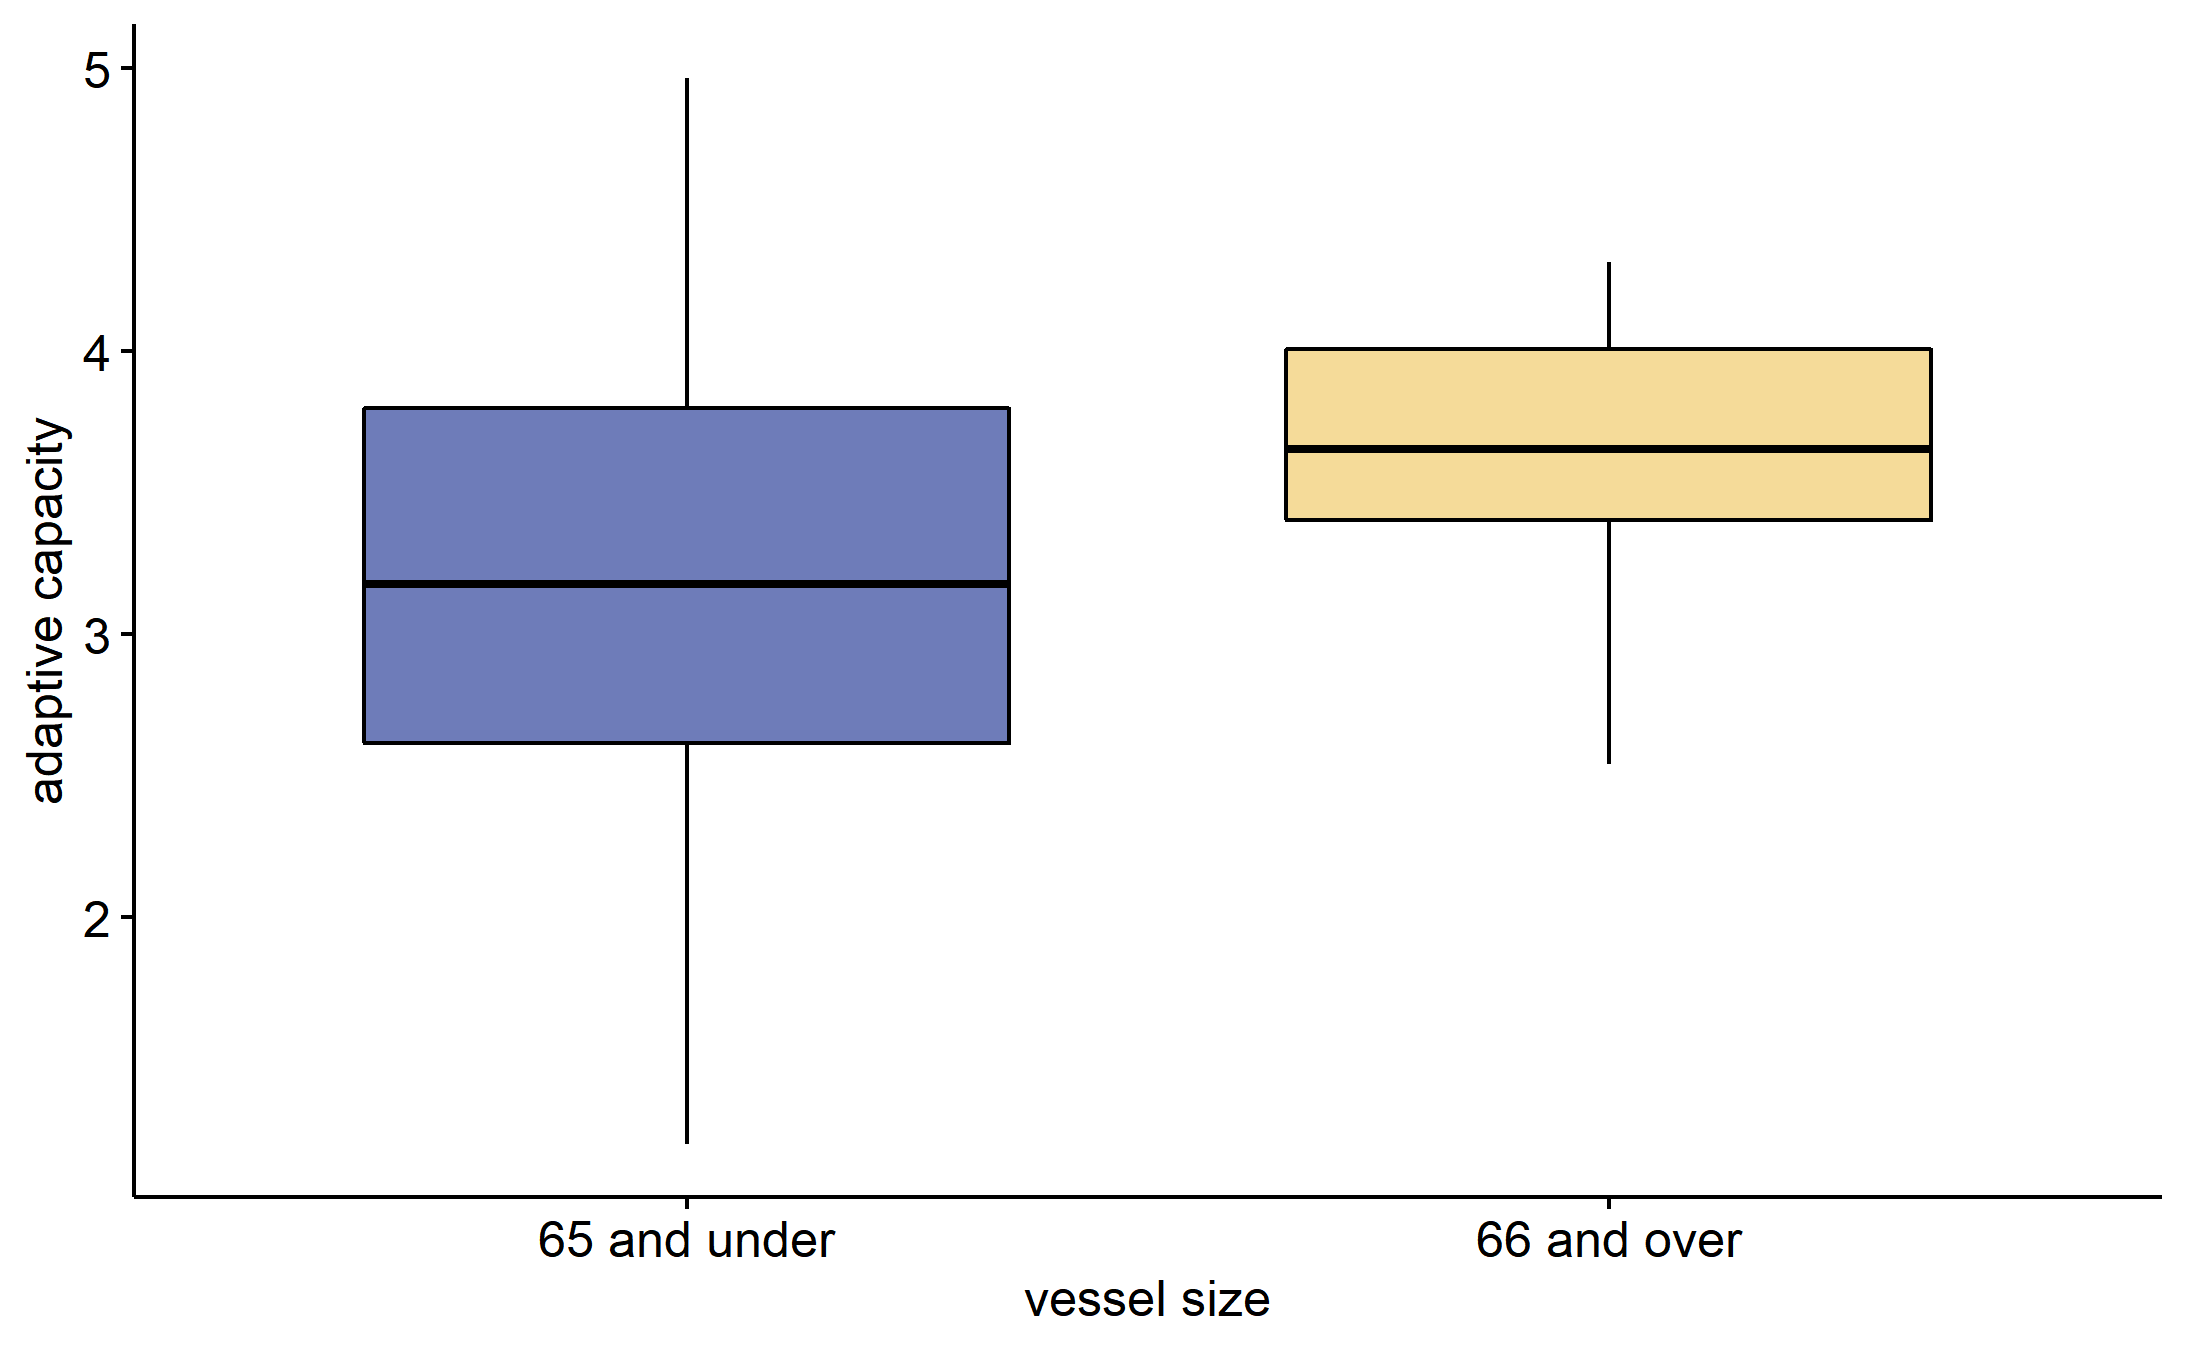 5
4
3
2
adaptive capacity
65 and under
66 and over
vessel size